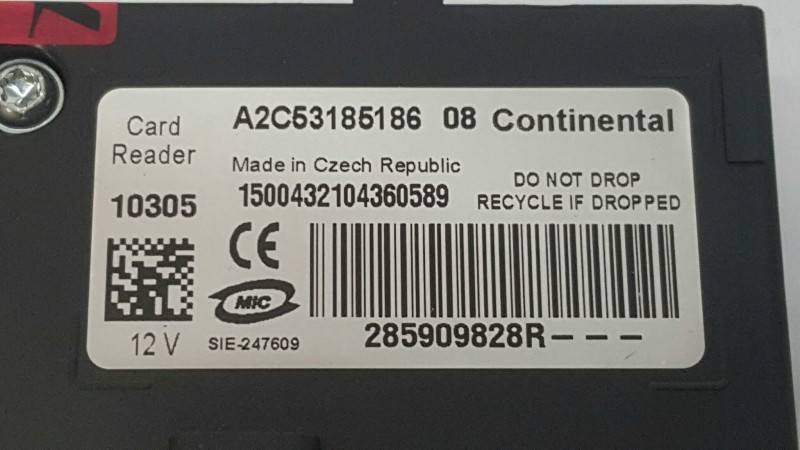 Card
Reader
10305
12 V
A2C53185186 08 Continental
Made in Czech Republic
1500432104360589
DO NOT DROP
RECYCLE IF DROPPED
CE
MIC
SIE-247609
285909828R– – –